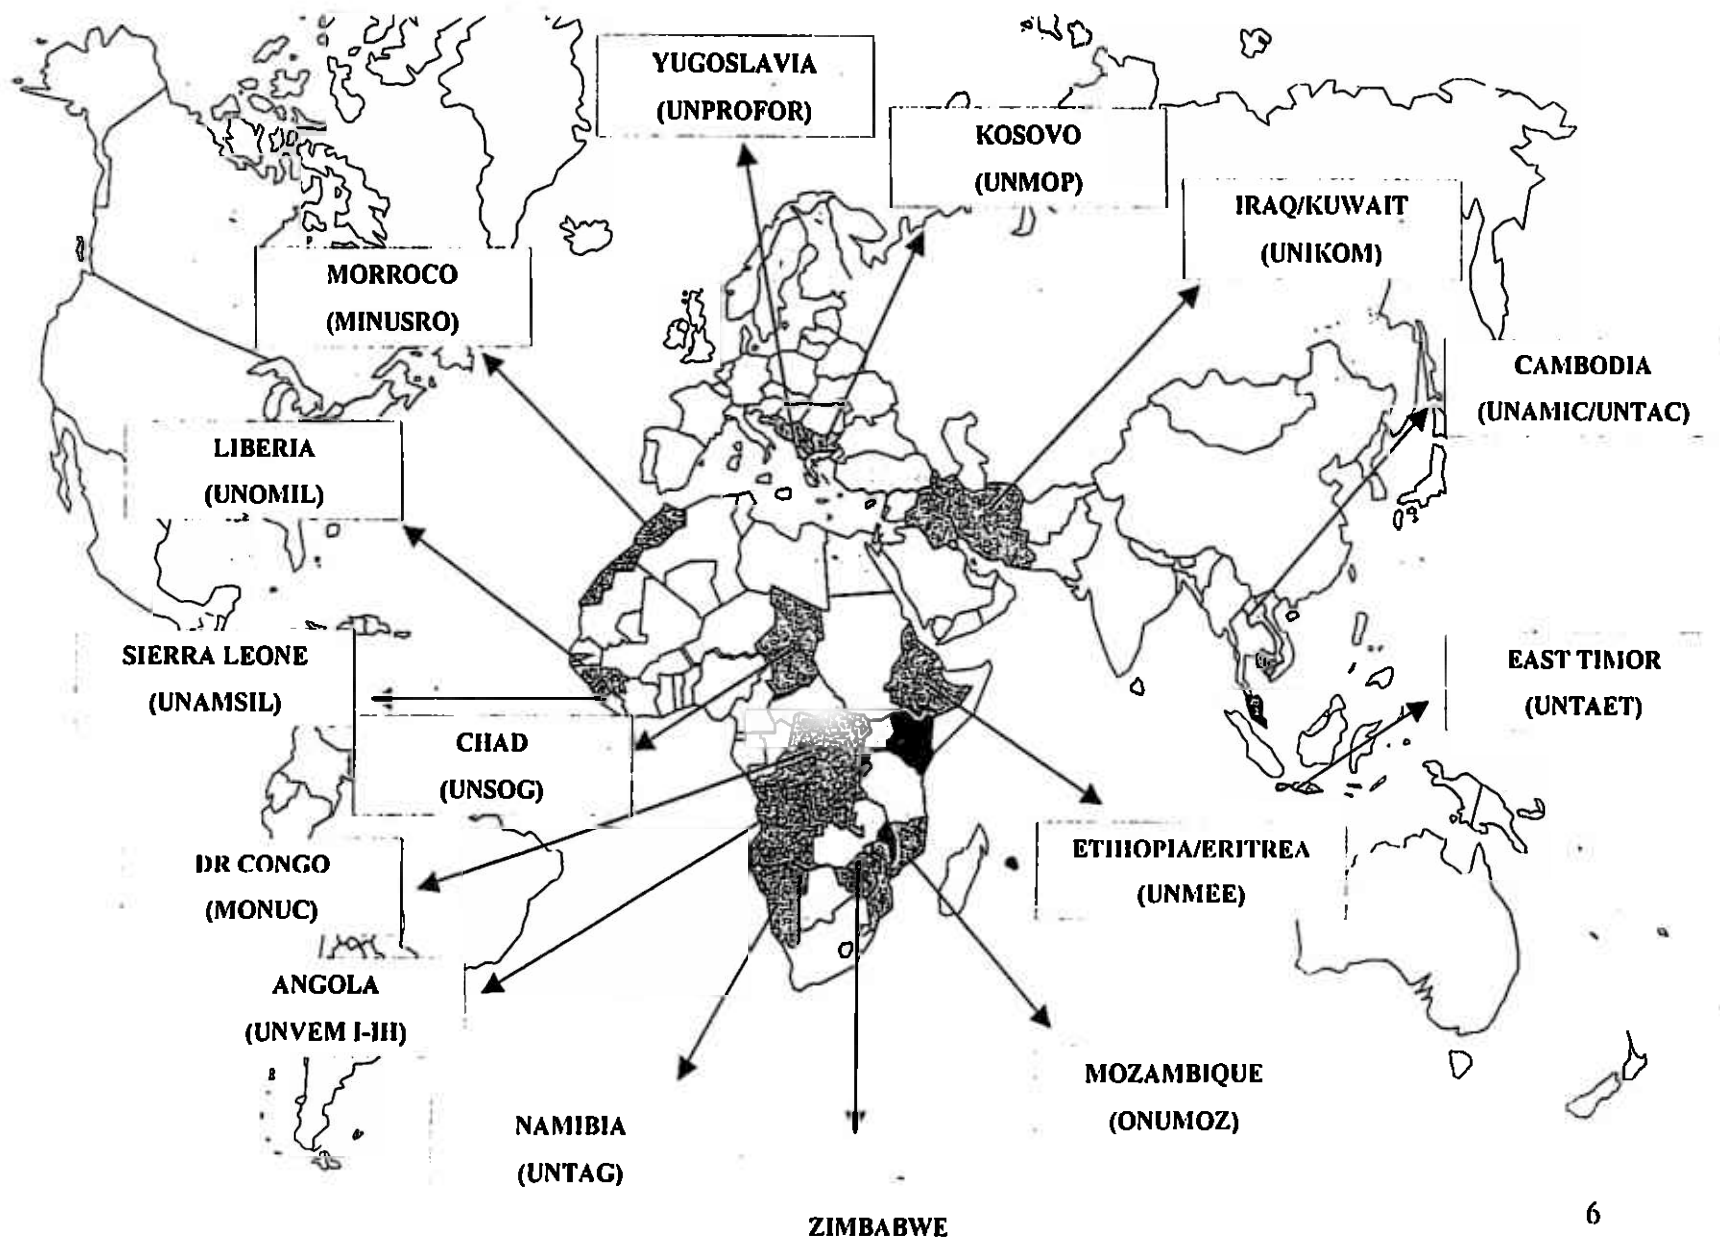 YUGOSLAVIA
(UNPROFOR)
KOSOVO
(UNMOP)
IRAQ/KUWAIT
(UNIKOM)
MORROCO
(MINUSRO)
CAMBODIA
(UNAMIC/UNTAC)
LIBERIA
(UNOMIL)
SIERRA LEONE
(UNAMSIL)
EAST TIMOR
(UNTAET)
CHAD
(UNSOG)
DR CONGO
(MONUC)
ETHIOPIA/ERITREA
(UNMEE)
ANGOLA
(UNVEM I-III)
MOZAMBIQUE
(ONUMOZ)
NAMIBIA
(UNTAG)
ZIMBABWE
6